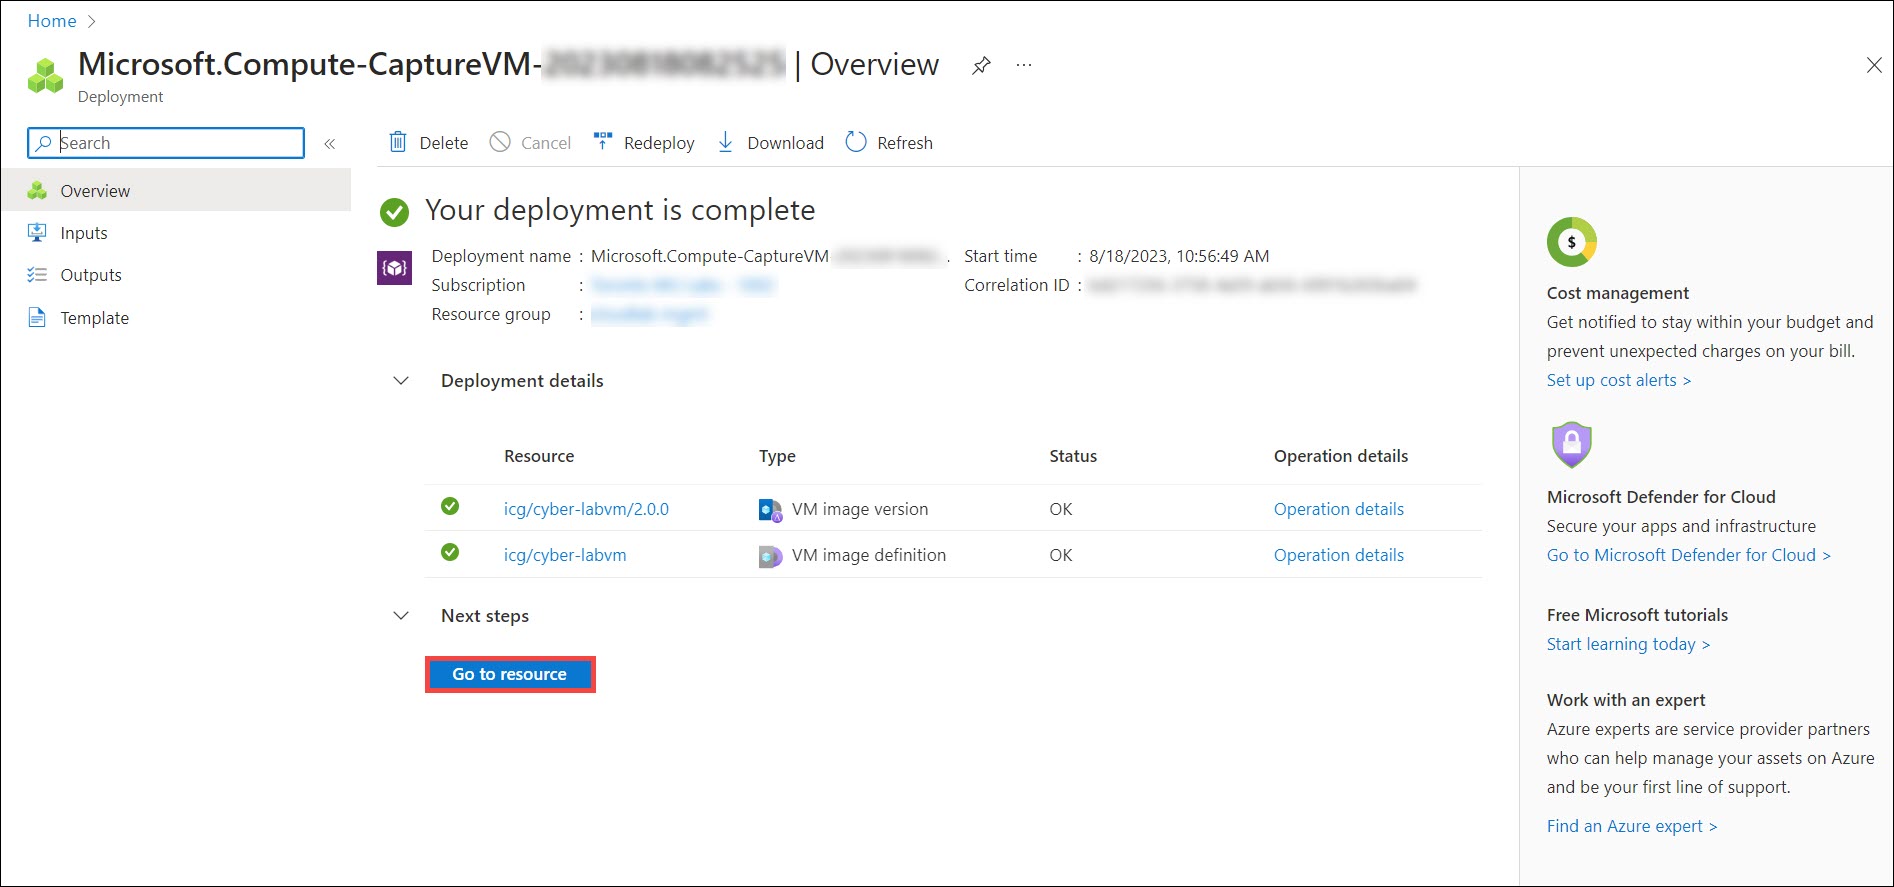 Home
Microsoft.Compute-CaptureVM- | Overview
Deployment
Search
Overview
Inputs
Outputs
Template
Delete Cancel Redeploy Download Refresh
Your deployment is complete
Deployment name : Microsoft.Compute-CaptureVM
Subscription :
Resource group :
Start time : 8/18/2023, 10:56:49 AM
Correlation ID :
Deployment details
Resource Type Status Operation details
icg/cyber-labvm/2.0.0 VM image version OK Operation details
icg/cyber-labvm VM image definition OK Operation details
Next steps
Go to resource
Cost management
Get notified to stay within your budget and
prevent unexpected charges on your bill.
Set up cost alerts >
Microsoft Defender for Cloud
Secure your apps and infrastructure
Go to Microsoft Defender for Cloud >
Free Microsoft tutorials
Start learning today >
Work with an expert
Azure experts are service provider partners
who can help manage your assets on Azure
and be your first line of support.
Find an Azure expert >